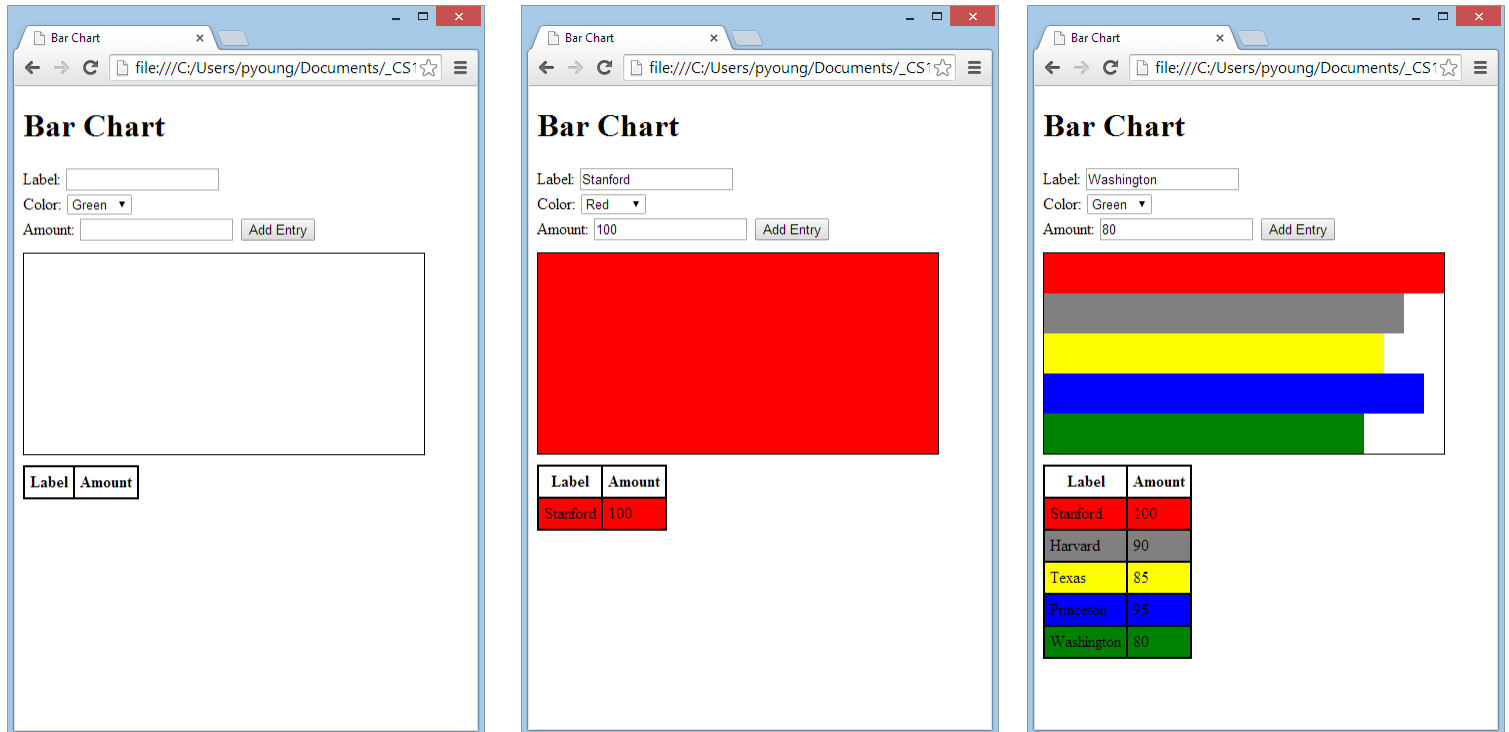 Bar Chart
file:///C:/Users/pyoung/Documents/_CS1
Bar Chart
Label:
Color: Green
Amount: Add Entry
Label Amount
Bar Chart
file:///C:/Users/pyoung/Documents/_CS1
Bar Chart
Label: Stanford
Color: Red
Amount: 100 Add Entry
Label Amount
Stanford 100
Bar Chart
file:///C:/Users/pyoung/Documents/_CS1
Bar Chart
Label: Washington
Color: Green
Amount: 80 Add Entry
Label Amount
Stanford 100
Harvard 90
Texas 85
Princeton 95
Washington 80